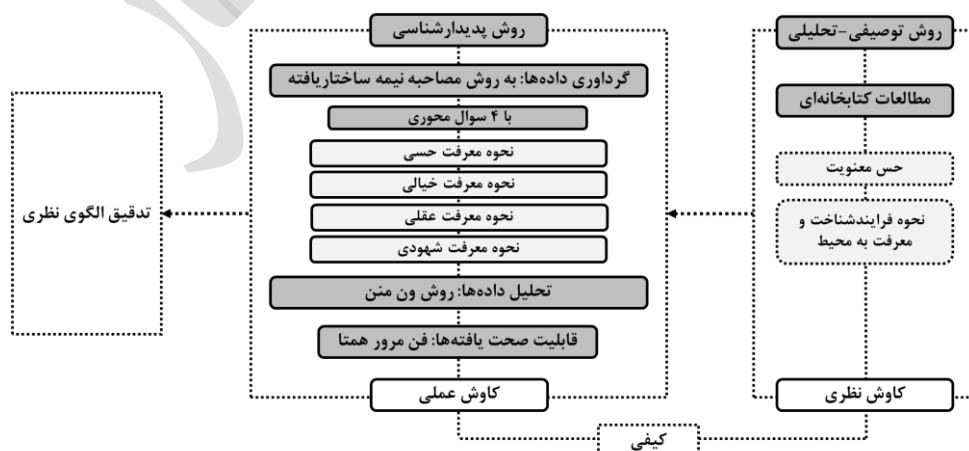 روش توصیفی-تحلیلی
مطالعات کتابخانه‌ای
حس معنویت
نحوه فرایندشناخت و
معرفت به محیط
کاوش نظری
روش پدیدارشناسی
گردآوری داده‌ها: به روش مصاحبه نیمه ساختاریافته
با ۴ سوال محوری
نحوه معرفت حسی
نحوه معرفت خیالی
نحوه معرفت عقلی
نحوه معرفت شهودی
تحلیل داده‌ها: روش ون منن
قابلیت صحت یافته‌ها: فن مرور همتا
کاوش عملی
تدقیق الگوی نظری
کیفی